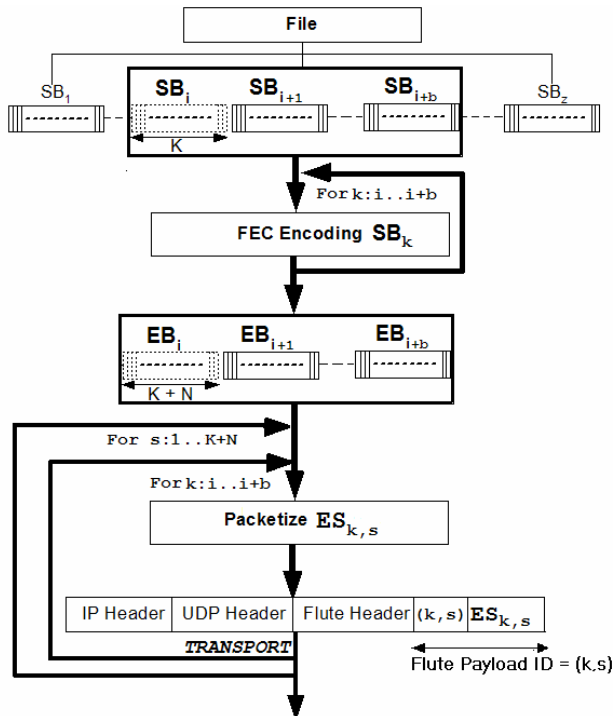 File
SB1
SBi
SBi+1
SBi+b
SBz
K
For k:i..i+b
FEC Encoding SBk
EBi
EBi+1
EBi+b
K + N
For s:1..K+N
For k:i..i+b
Packetize ESk,s
IP Header UDP Header Flute Header (k,s) ESk,s
TRANSPORT
Flute Payload ID = (k,s)